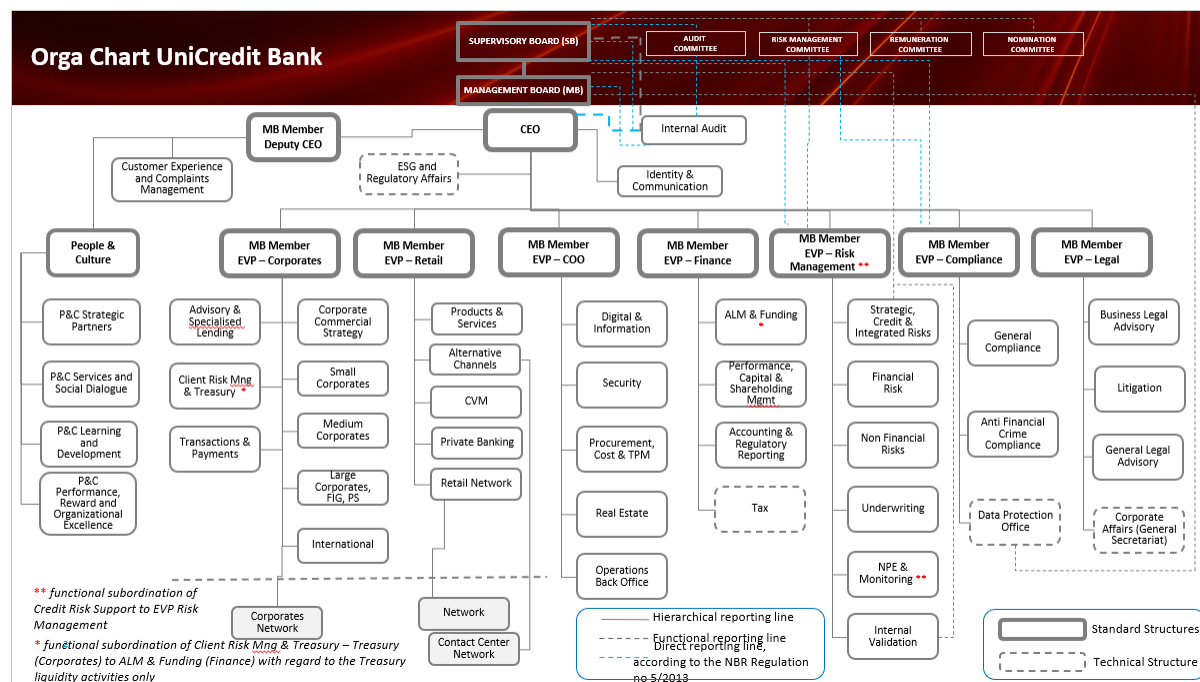 Orga Chart UniCredit Bank
SUPERVISORY BOARD (SB)
MANAGEMENT BOARD (MB)
AUDIT
COMMITTEE
RISK MANAGEMENT
COMMITTEE
REMUNERATION
COMMITTEE
NOMINATION
COMMITTEE
MB Member
Deputy CEO
CEO
Internal Audit
Customer Experience
and Complaints
Management
ESG and
Regulatory Affairs
Identity &
Communication
People &
Culture
MB Member
EVP – Corporates
MB Member
EVP – Retail
MB Member
EVP – COO
MB Member
EVP – Finance
MB Member
EVP – Risk
Management **
MB Member
EVP – Compliance
MB Member
EVP – Legal
P&C Strategic
Partners
P&C Services and
Social Dialogue
P&C Learning
and
Development
P&C
Performance,
Reward and
Organizational
Excellence
Advisory &
Specialised
Lending
Client Risk Mng
& Treasury *
Transactions &
Payments
Corporate
Commercial
Strategy
Small
Corporates
Medium
Corporates
Large
Corporates,
FIG, PS
International
Corporates
Network
Products &
Services
Alternative
Channels
CVM
Private Banking
Retail Network
Network
Contact Center
Network
Digital &
Information
Security
Procurement,
Cost & TPM
Real Estate
Operations
Back Office
ALM & Funding
*
Performance,
Capital &
Shareholding
Mgmt
Accounting &
Regulatory
Reporting
Tax
Strategic,
Credit &
Integrated Risks
Financial
Risk
Non Financial
Risks
Underwriting
NPE &
Monitoring **
Internal
Validation
General
Compliance
Anti Financial
Crime
Compliance
Data Protection
Office
Business Legal
Advisory
Litigation
General Legal
Advisory
Corporate
Affairs (General
Secretariat)
** functional subordination of
Credit Risk Support to EVP Risk
Management
* functional subordination of Client Risk Mng & Treasury – Treasury
(Corporates) to ALM & Funding (Finance) with regard to the Treasury
liquidity activities only
Hierarchical reporting line
Functional reporting line
Direct reporting line,
according to the NBR Regulation
no 5/2013
Standard Structures
Technical Structure